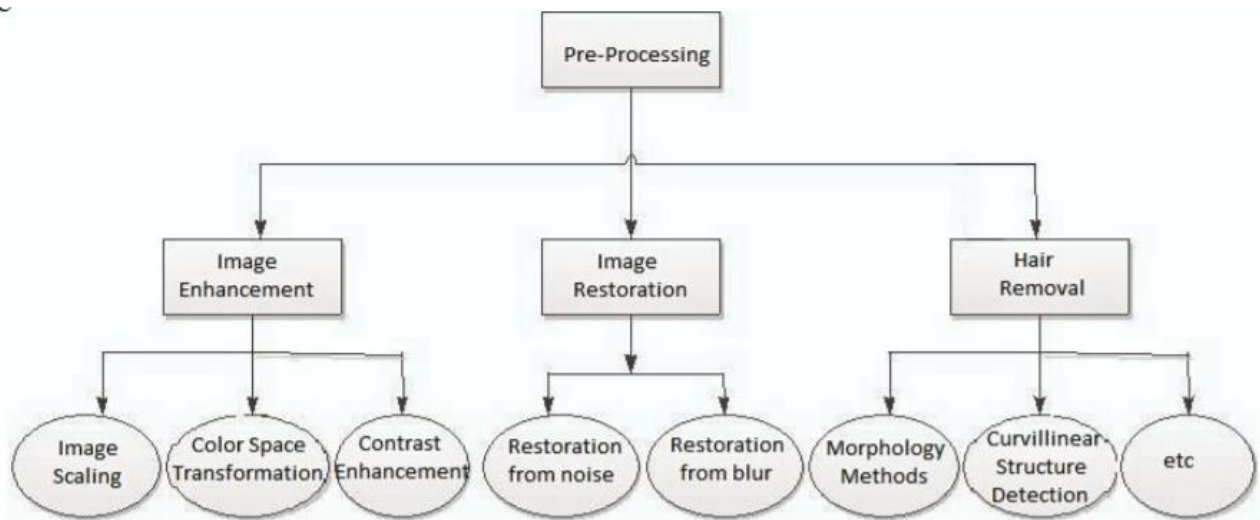 Pre-Processing
Image
Enhancement
Image
Restoration
Hair
Removal
Image
Scaling
Color Space
Transformation
Contrast
Enhancement
Restoration
from noise
Restoration
from blur
Morphology
Methods
Curvillinear
Structure
Detection
etc